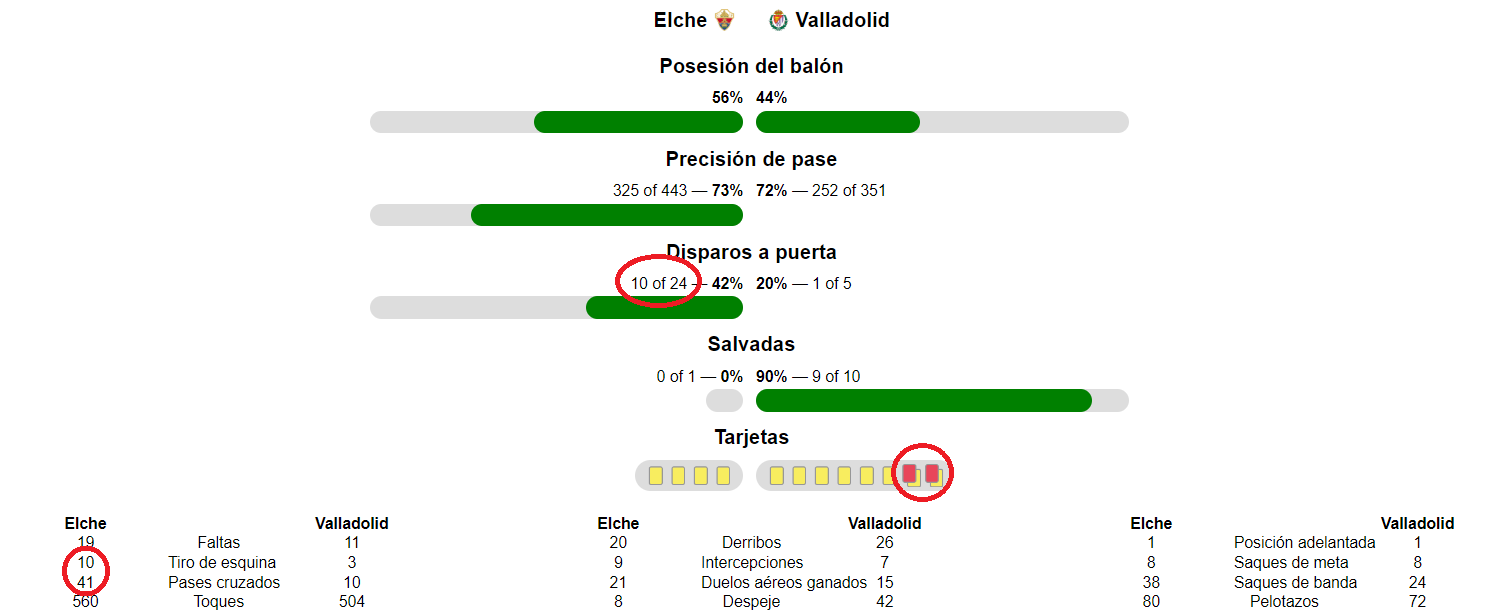 Elche Valladolid
Posesión del balón
56% 44%
Precisión de pase
325 of 443 — 73% 72% — 252 of 351
Disparos a puerta
10 of 24 — 42% 20% — 1 of 5
Salvadas
0 of 1 — 0% 90% — 9 of 10
Tarjetas
Elche Valladolid Elche Valladolid Elche Valladolid
19 Faltas 11 20 Derribos 26 1 Posición adelantada 1
10 Tiro de esquina 3 9 Intercepciones 7 8 Saques de meta 8
41 Pases cruzados 10 21 Duelos aéreos ganados 15 38 Saques de banda 24
560 Toques 504 8 Despeje 42 80 Pelotazos 72